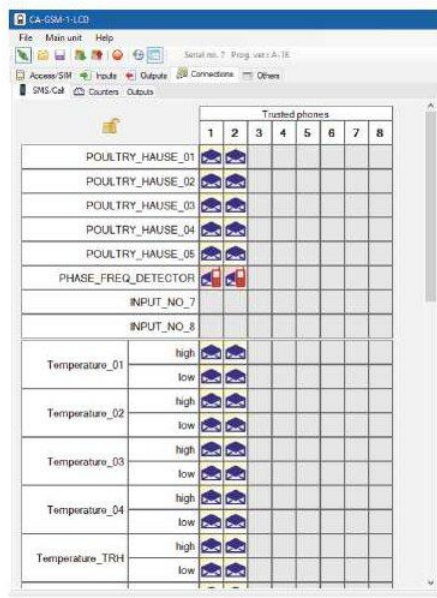 CA-GSM-1-LCD
File Main unit Help
Serial no. 7 Prog. ver.: A-1K
Access/SIM Inputs Outputs Connections Others
SMS/Call Counters Outputs
Trusted phones
1 2 3 4 5 6 7 8
POULTRY_HAUSE_01
POULTRY_HAUSE_02
POULTRY_HAUSE_03
POULTRY_HAUSE_04
POULTRY_HAUSE_05
PHASE_FREQ_DETECTOR
INPUT_NO_7
INPUT_NO_8
Temperature_01 high
low
Temperature_02 high
low
Temperature_03 high
low
Temperature_04 high
low
Temperature_TRH high
low